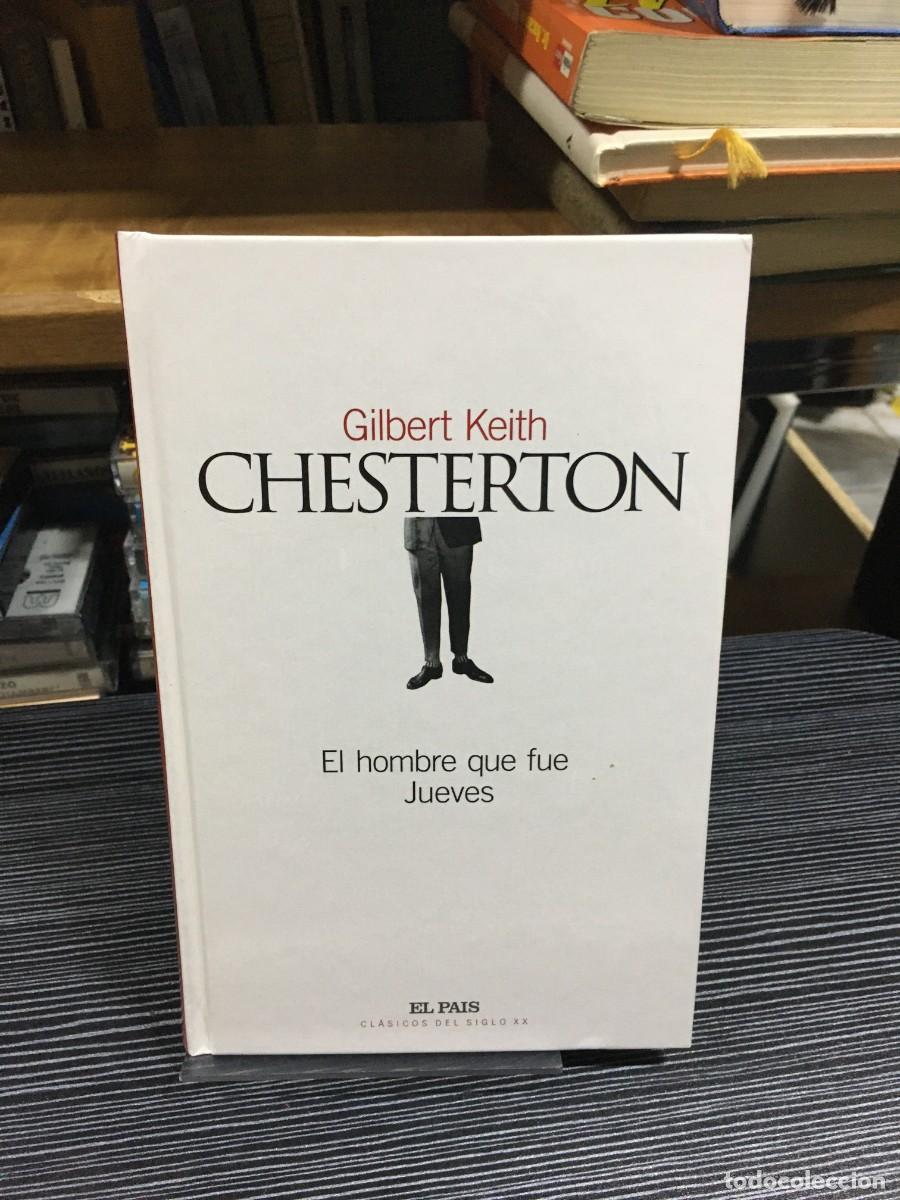 Gilbert Keith
CHESTERTON
El hombre que fue
Jueves
EL PAIS
CLÁSICOS DEL SIGLO XX
todocoleccion